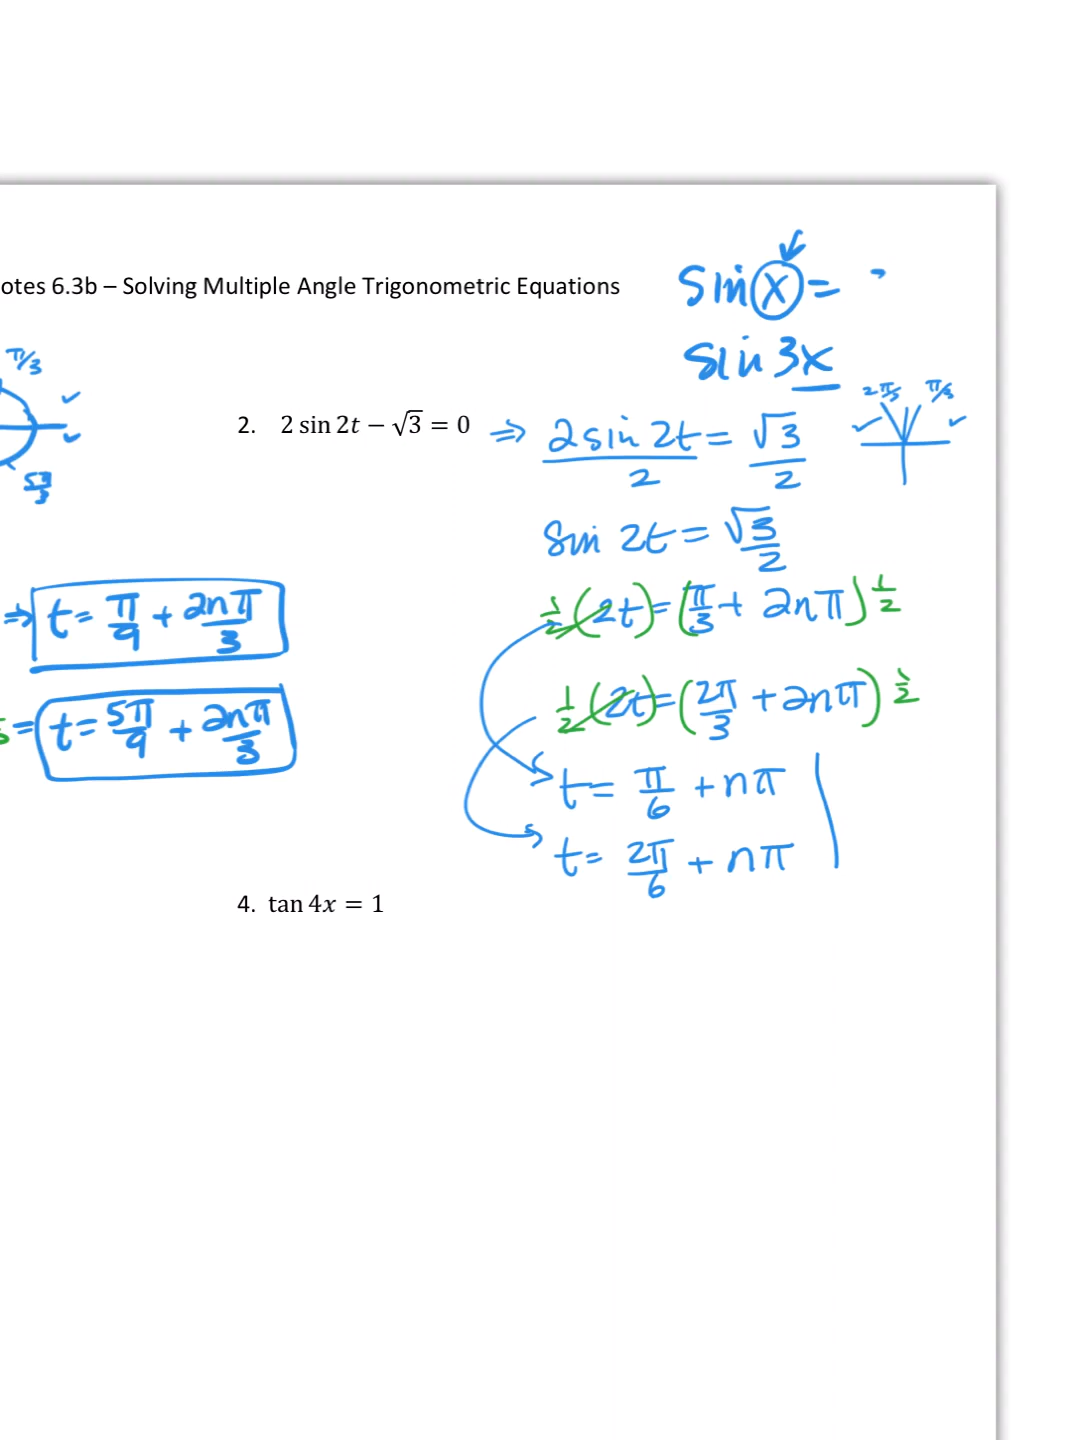 otes 6.3b – Solving Multiple Angle Trigonometric Equations
sin(x) = ?
sin 3x
π/3
5π/3
2. 2 sin 2t − √3 = 0 ⇒ 2 sin 2t / 2 = √3 / 2
π/3
sin 2t = √3/2
1/2 (2t) = (π/3 + 2nπ) 1/2
1/2 (2t) = (2π/3 + 2nπ) 1/2
⇒ t = π/9 + 2nπ/3
= t = 5π/9 + 2nπ/3
t = π/6 + nπ
t = 2π/6 + nπ
4. tan 4x = 1